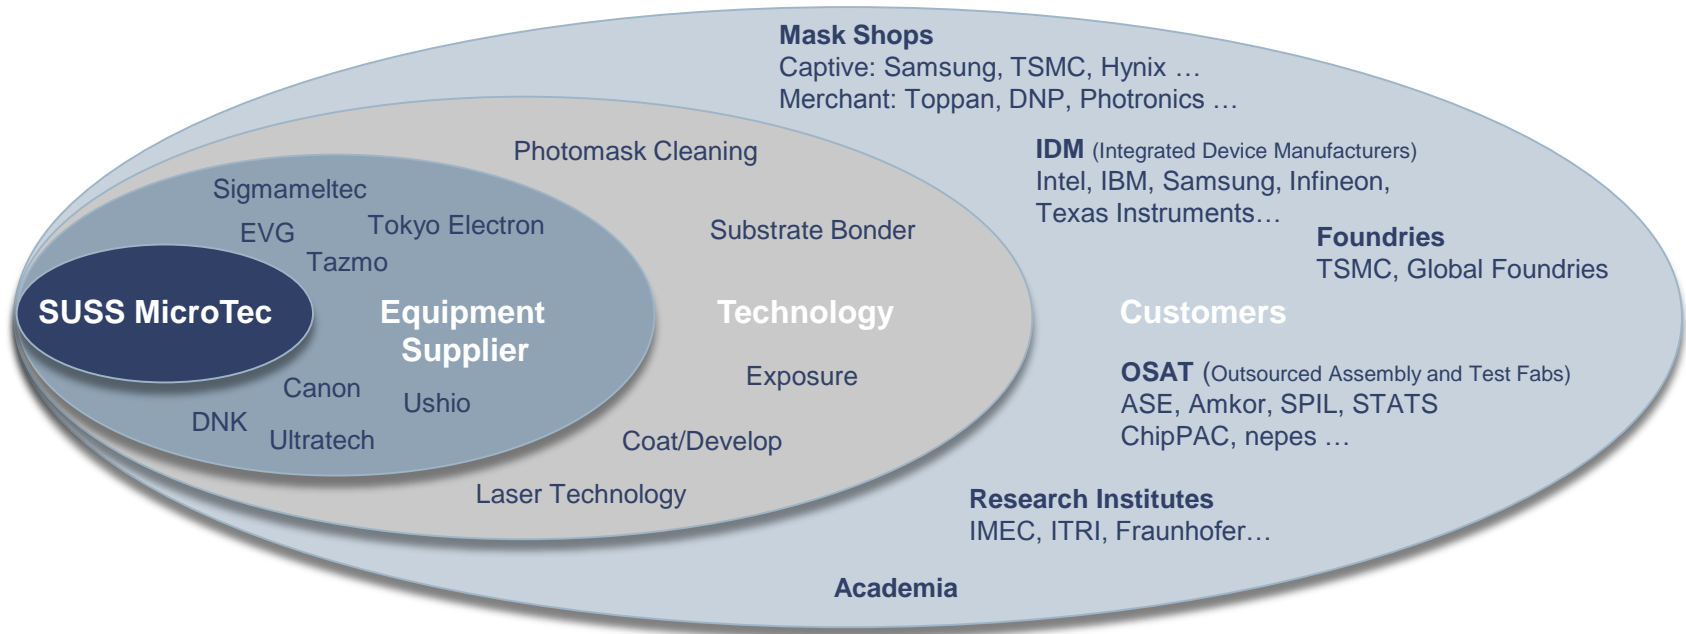 Mask Shops
Captive: Samsung, TSMC, Hynix …
Merchant: Toppan, DNP, Photronics …
Photomask Cleaning
IDM (Integrated Device Manufacturers)
Intel, IBM, Samsung, Infineon,
Texas Instruments…
Sigmameltec
EVG
Tokyo Electron
Tazmo
Substrate Bonder
Foundries
TSMC, Global Foundries
SUSS MicroTec
Equipment
Supplier
Technology
Customers
Canon
Ushio
DNK
Ultratech
Exposure
Coat/Develop
Laser Technology
OSAT (Outsourced Assembly and Test Fabs)
ASE, Amkor, SPIL, STATS
ChipPAC, nepes …
Research Institutes
IMEC, ITRI, Fraunhofer…
Academia